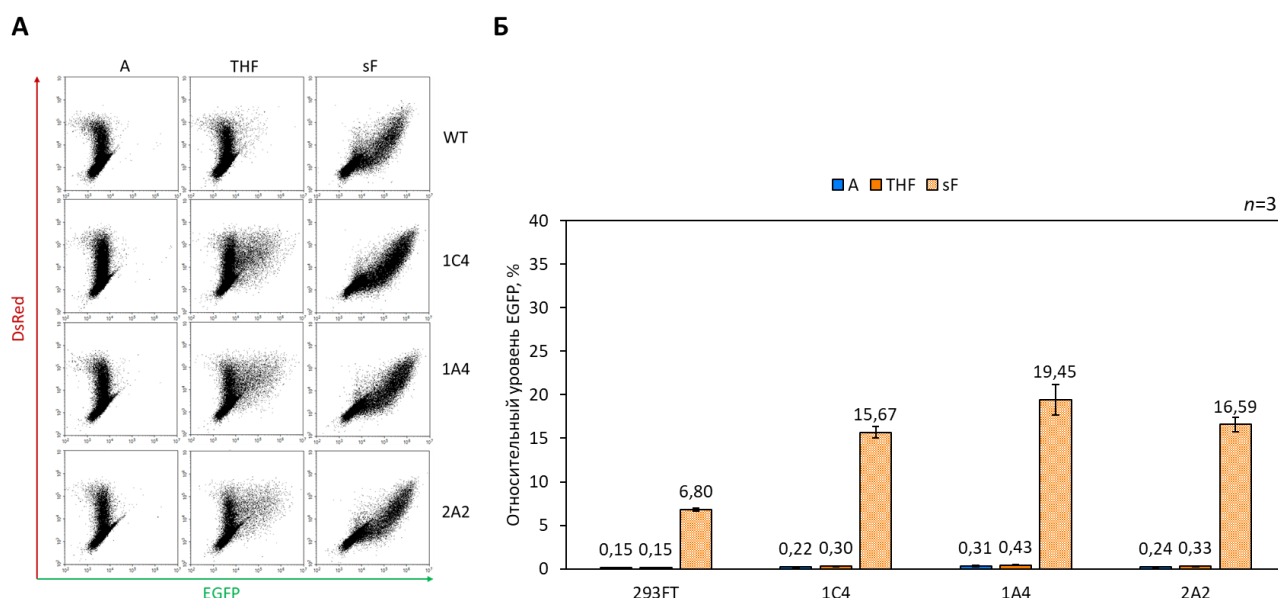 А
Б
A THF sF
WT
1C4
1A4
2A2
DsRed
EGFP
A THF sF
n=3
Относительный уровень EGFP, %
40
35
30
25
20
15
10
5
0
0,15 0,15 6,80
0,22 0,30 15,67
0,31 0,43 19,45
0,24 0,33 16,59
293FT 1C4 1A4 2A2